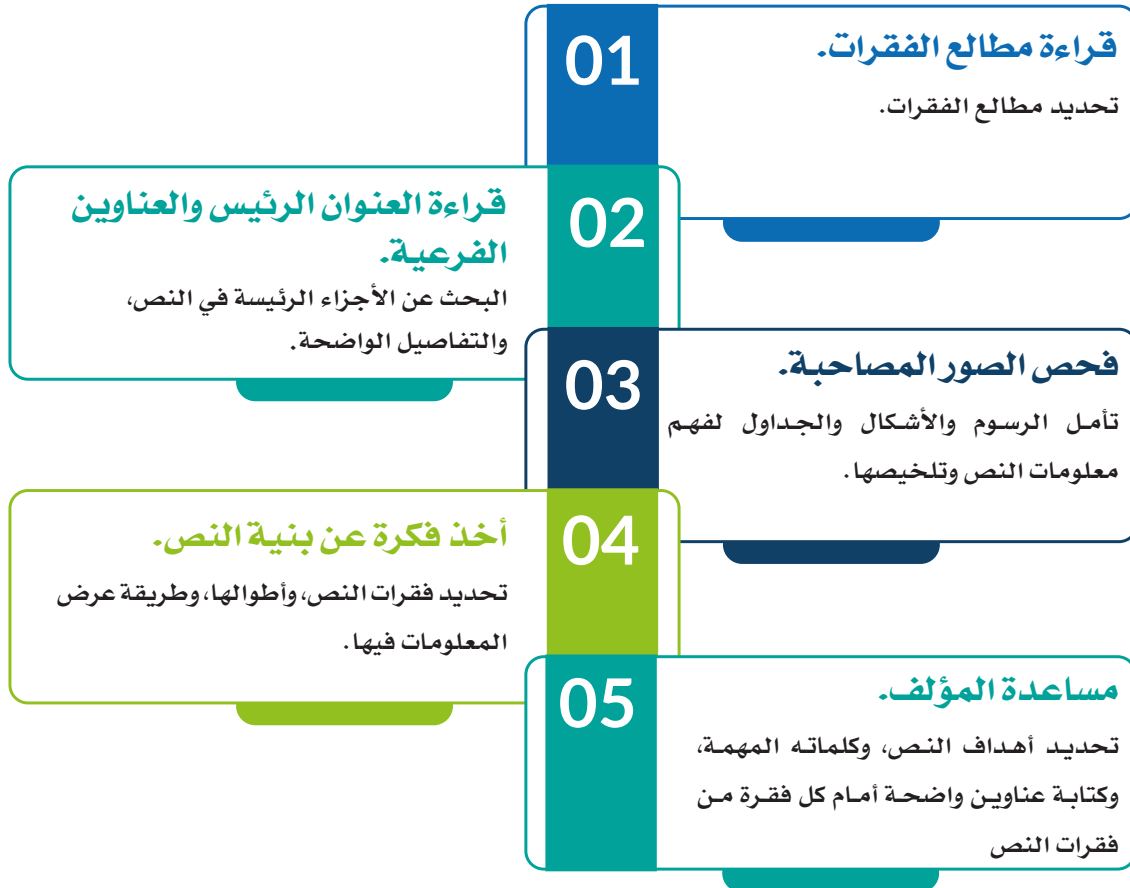 01
قراءة مطالع الفقرات.
تحديد مطالع الفقرات.
02
قراءة العنوان الرئيس والعناوين
الفرعية.
البحث عن الأجزاء الرئيسة في النص،
والتفاصيل الواضحة.
03
فحص الصور المصاحبة.
تأمل الرسوم والأشكال والجداول لفهم
معلومات النص وتلخيصها.
04
أخذ فكرة عن بنية النص.
تحديد فقرات النص، وأطوالها، وطريقة عرض
المعلومات فيها.
05
مساعدة المؤلف.
تحديد أهداف النص، وكلماته المهمة،
وكتابة عناوين واضحة أمام كل فقرة من
فقرات النص